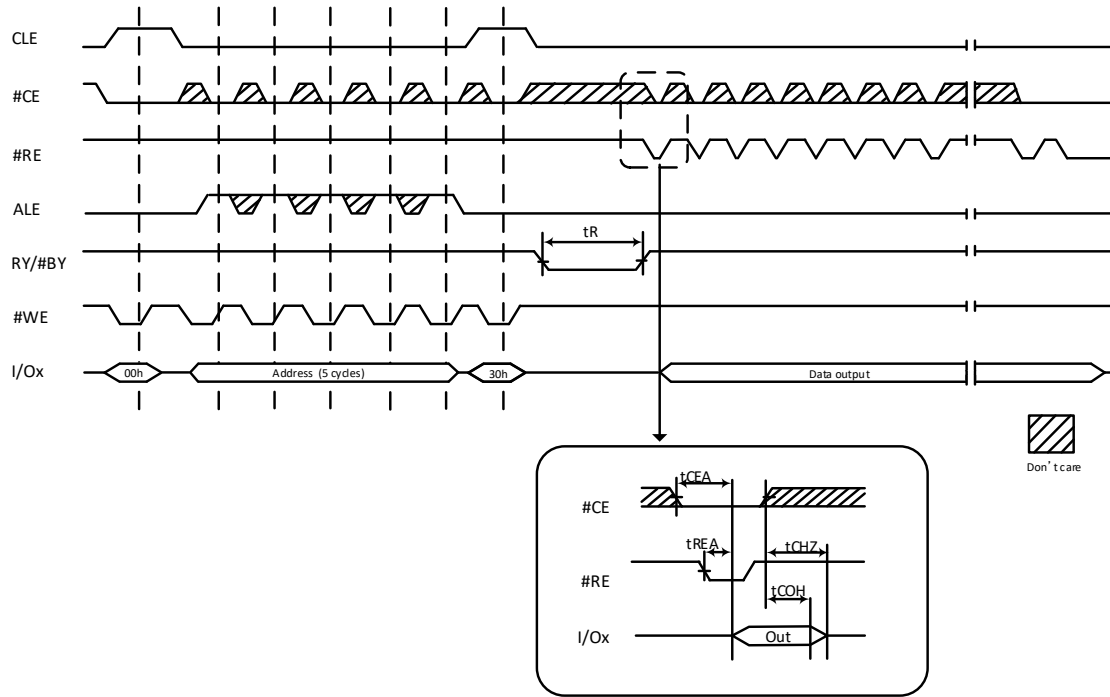 CLE
#CE
#RE
ALE
tR
RY/#BY
#WE
I/Ox
00h
Address (5 cycles)
30h
Data output
Don't care
tCEA
#CE
tREA
tCHZ
#RE
tCOH
I/Ox
Out